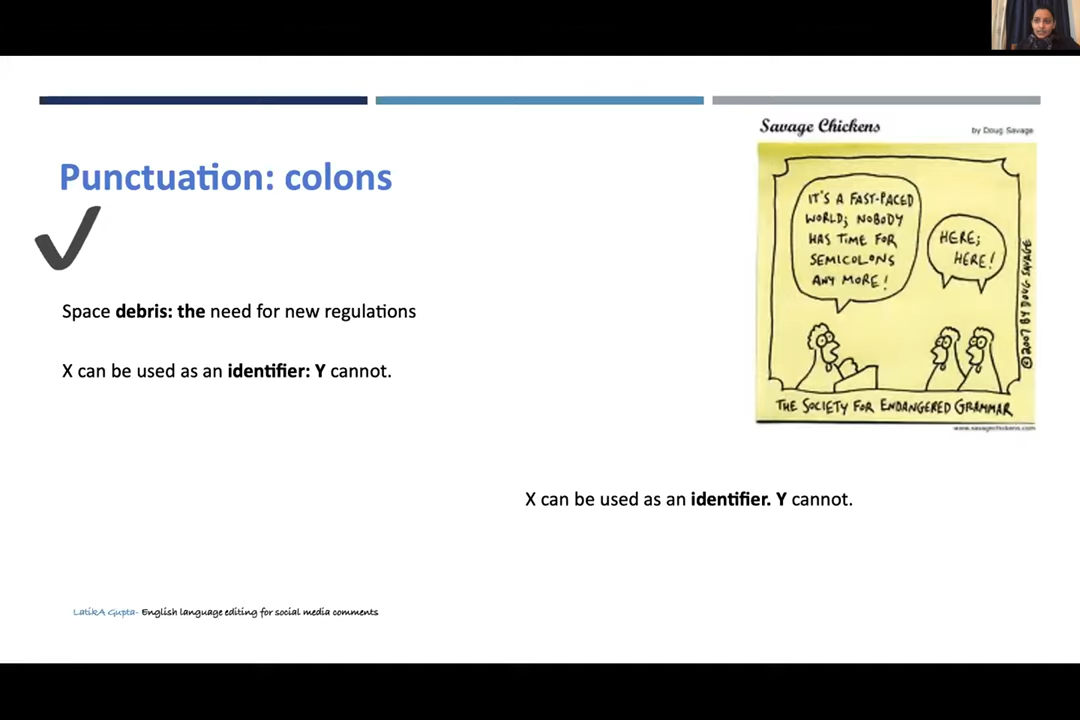 Savage Chickens
by Doug Savage
Punctuation: colons
IT'S A FAST-PACED
WORLD; NOBODY
HAS TIME FOR
SEMICOLONS
ANY MORE!
HERE;
HERE!
©2007 BY DOUG SAVAGE
THE SOCIETY FOR ENDANGERED GRAMMAR
www.savagechickens.com
Space debris: the need for new regulations
X can be used as an identifier: Y cannot.
X can be used as an identifier. Y cannot.
LatikA Gupta- English language editing for social media comments